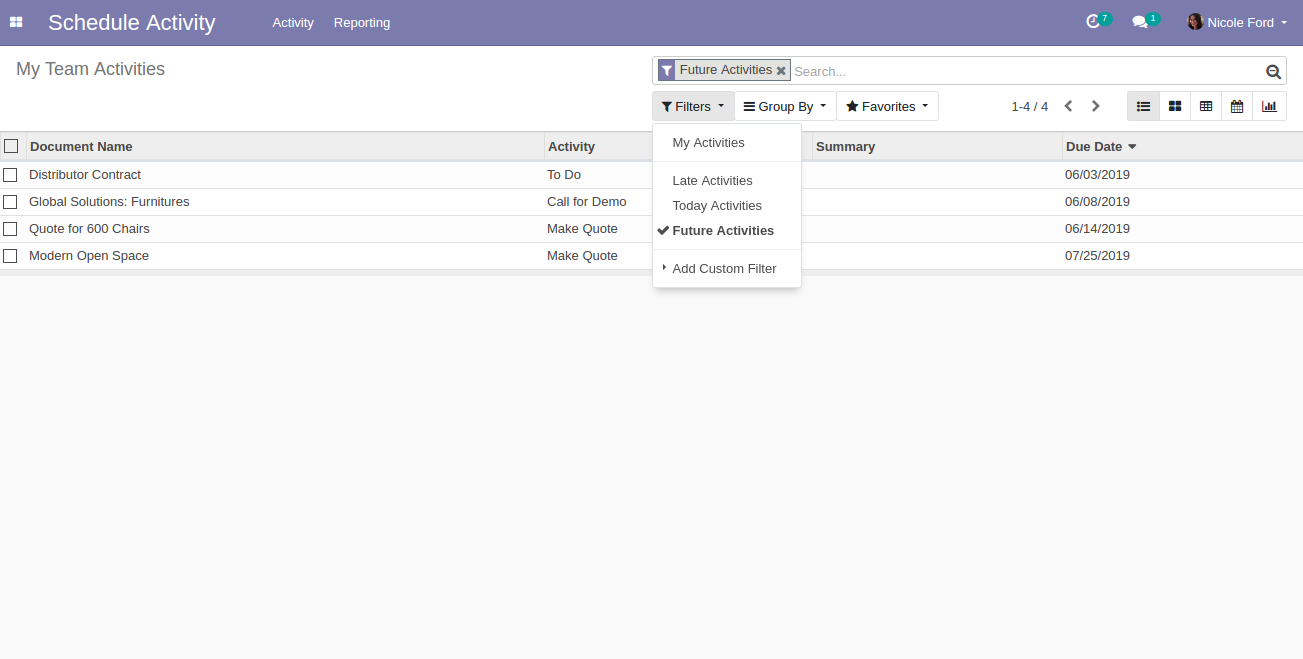 Schedule Activity Activity Reporting 7 1 Nicole Ford
My Team Activities
Future Activities Search...
Filters Group By Favorites 1-4 / 4
My Activities
Late Activities
Today Activities
Future Activities
Add Custom Filter
Document Name Activity Summary Due Date
Distributor Contract To Do 06/03/2019
Global Solutions: Furnitures Call for Demo 06/08/2019
Quote for 600 Chairs Make Quote 06/14/2019
Modern Open Space Make Quote 07/25/2019